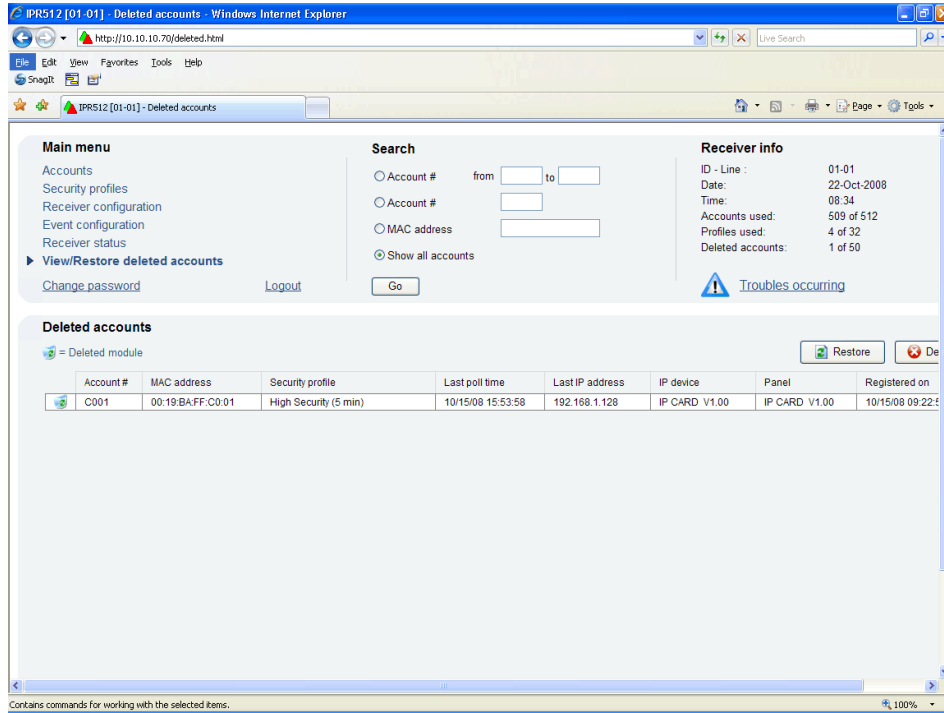 IPR512 [01-01] - Deleted accounts - Windows Internet Explorer
http://10.10.10.70/deleted.html
Live Search
File Edit View Favorites Tools Help
SnagIt
IPR512 [01-01] - Deleted accounts
Page Tools
Main menu
Accounts
Security profiles
Receiver configuration
Event configuration
Receiver status
View/Restore deleted accounts
Change password Logout
Search
Account # from to
Account #
MAC address
Show all accounts
Go
Receiver info
ID - Line : 01-01
Date: 22-Oct-2008
Time: 08:34
Accounts used: 509 of 512
Profiles used: 4 of 32
Deleted accounts: 1 of 50
Troubles occurring
Deleted accounts
= Deleted module
Restore De
Account # MAC address Security profile Last poll time Last IP address IP device Panel Registered on
C001 00:19:BA:FF:C0:01 High Security (5 min) 10/15/08 15:53:58 192.168.1.128 IP CARD V1.00 IP CARD V1.00 10/15/08 09:22:5
Contains commands for working with the selected items.
100%